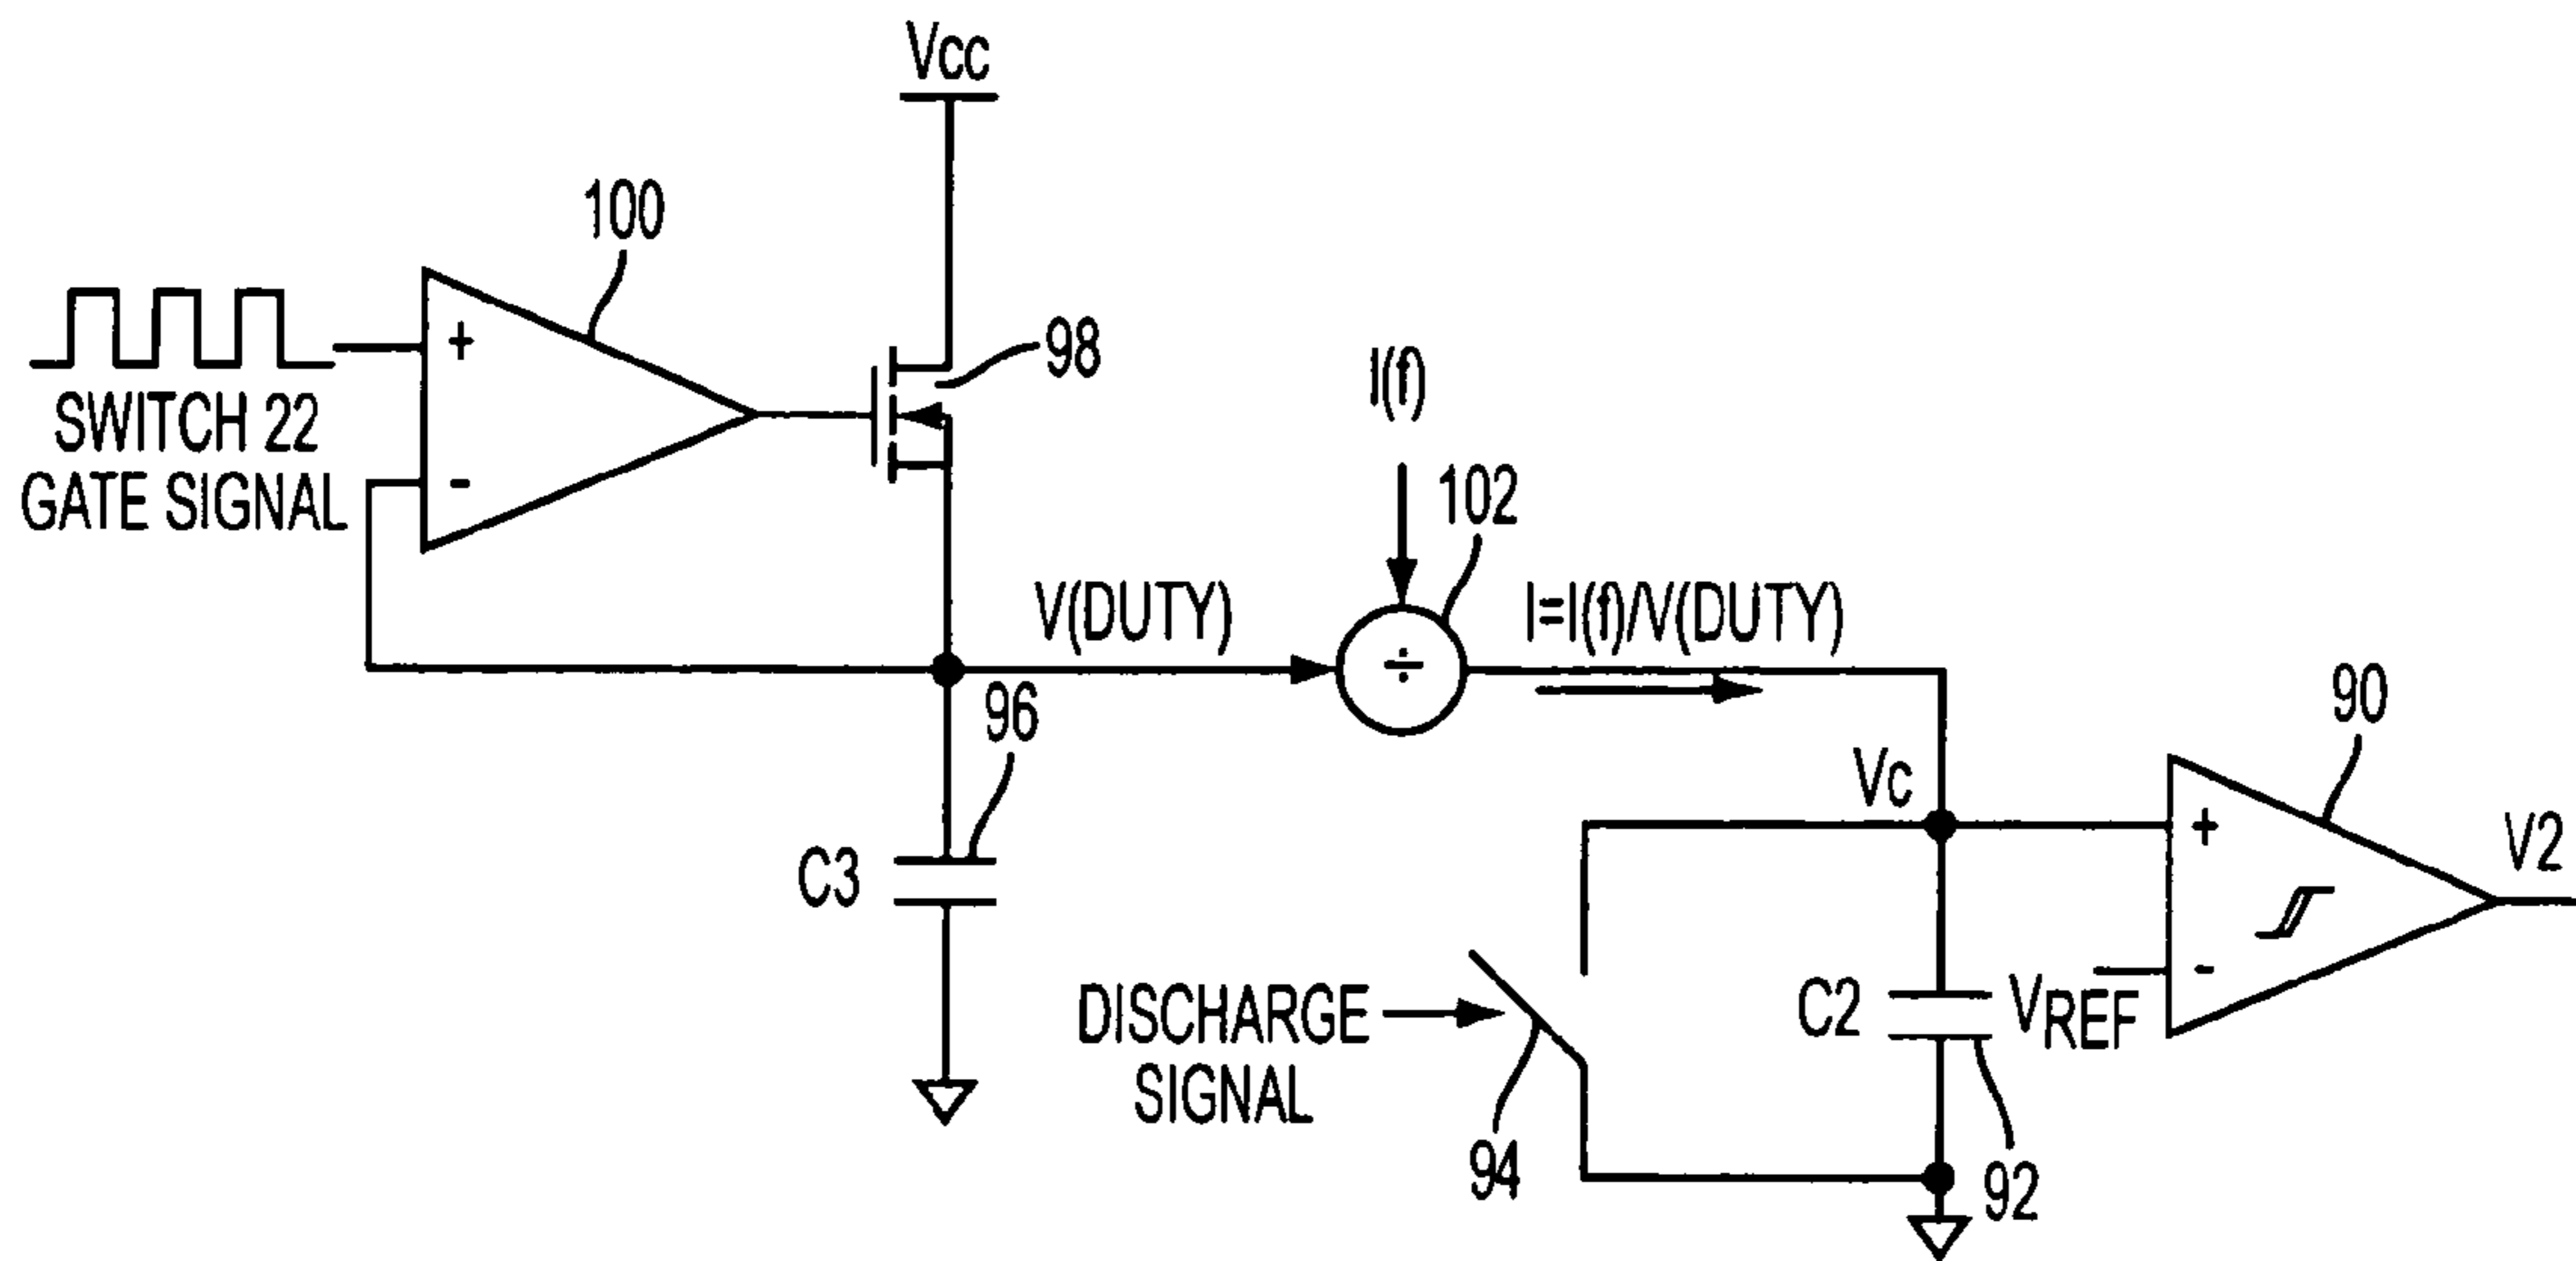 Vcc
100
+
-
SWITCH 22
GATE SIGNAL
98
I(f)
102
÷
V(DUTY)
I=I(f)/V(DUTY)
96
C3
90
Vc
+
-
V2
DISCHARGE
SIGNAL
C2
VREF
94
92